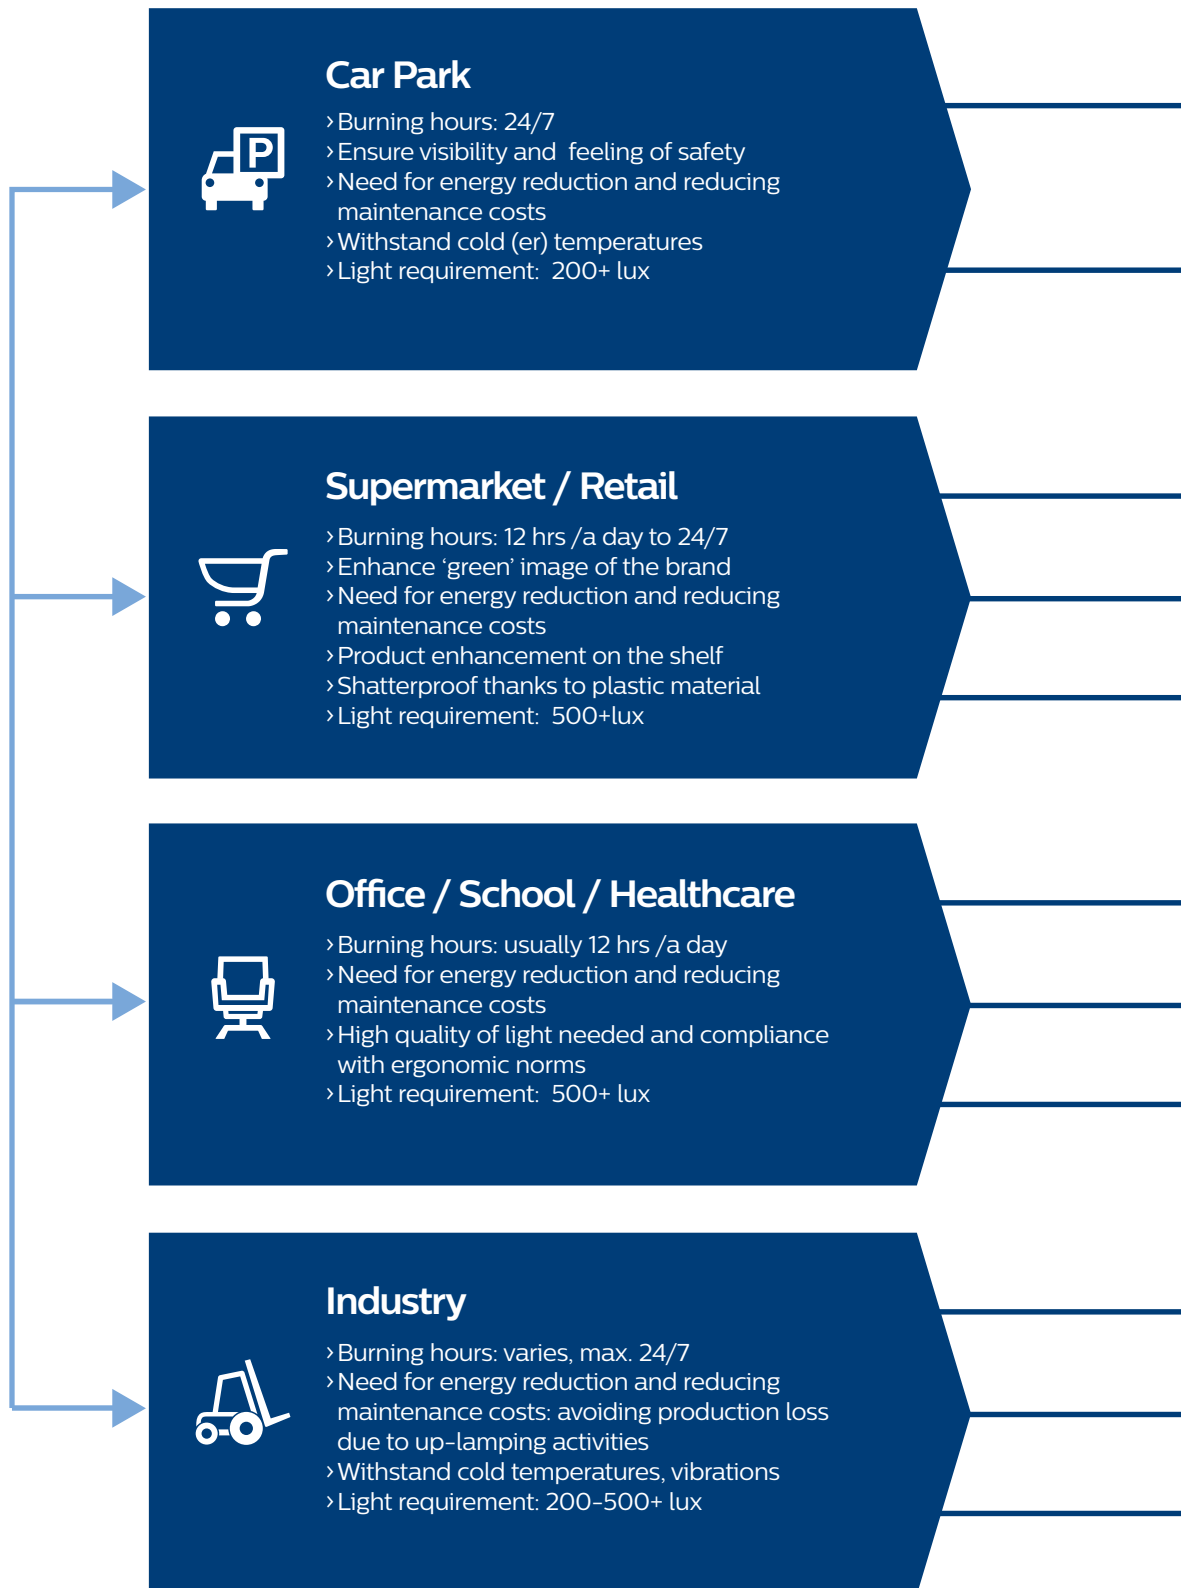 Car Park
P
› Burning hours: 24/7
› Ensure visibility and  feeling of safety
› Need for energy reduction and reducing
maintenance costs
› Withstand cold (er) temperatures
› Light requirement:  200+ lux
Supermarket / Retail
› Burning hours: 12 hrs /a day to 24/7
› Enhance ‘green’ image of the brand
› Need for energy reduction and reducing
maintenance costs
› Product enhancement on the shelf
› Shatterproof thanks to plastic material
› Light requirement:  500+lux
Office / School / Healthcare
› Burning hours: usually 12 hrs /a day
› Need for energy reduction and reducing
maintenance costs
› High quality of light needed and compliance
with ergonomic norms
› Light requirement:  500+ lux
Industry
› Burning hours: varies, max. 24/7
› Need for energy reduction and reducing
maintenance costs: avoiding production loss
due to up-lamping activities
› Withstand cold temperatures, vibrations
› Light requirement: 200-500+ lux